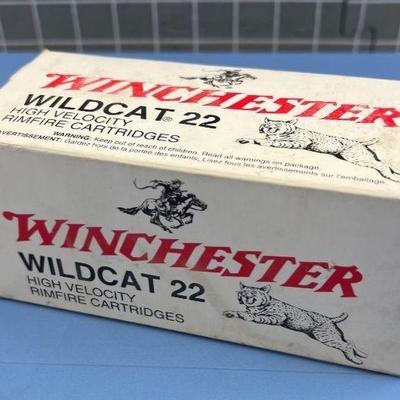 WINCHESTER
WILDCAT® 22
HIGH VELOCITY
RIMFIRE CARTRIDGES
WARNING: Keep out of reach of children. Read all warnings on package.
AVERTISSEMENT: Gardez hors de la portée des enfants. Lisez tous les avertissements sur l'emballage.
WINCHESTER
WILDCAT 22
HIGH VELOCITY
RIMFIRE CARTRIDGES